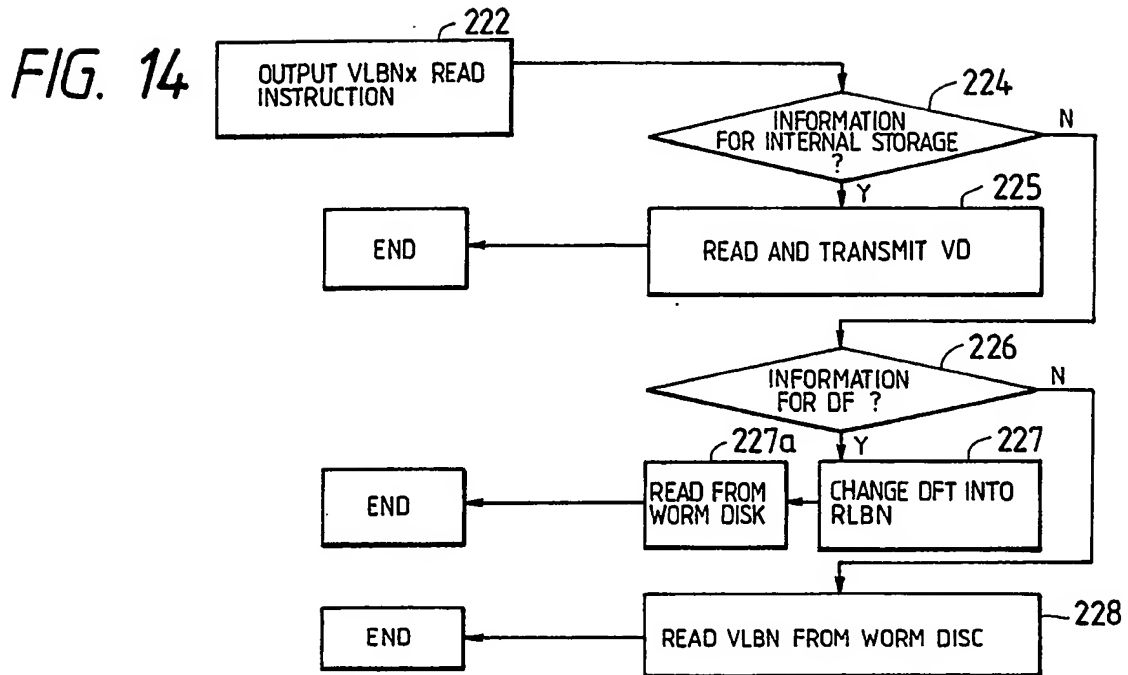 FIG. 14
222
OUTPUT VLBNx READ
INSTRUCTION
224
INFORMATION
FOR INTERNAL STORAGE
?
N
Y
225
READ AND TRANSMIT VD
END
226
INFORMATION
FOR DF ?
N
Y
227
CHANGE DFT INTO
RLBN
227a
READ FROM
WORM DISK
END
228
READ VLBN FROM WORM DISC
END